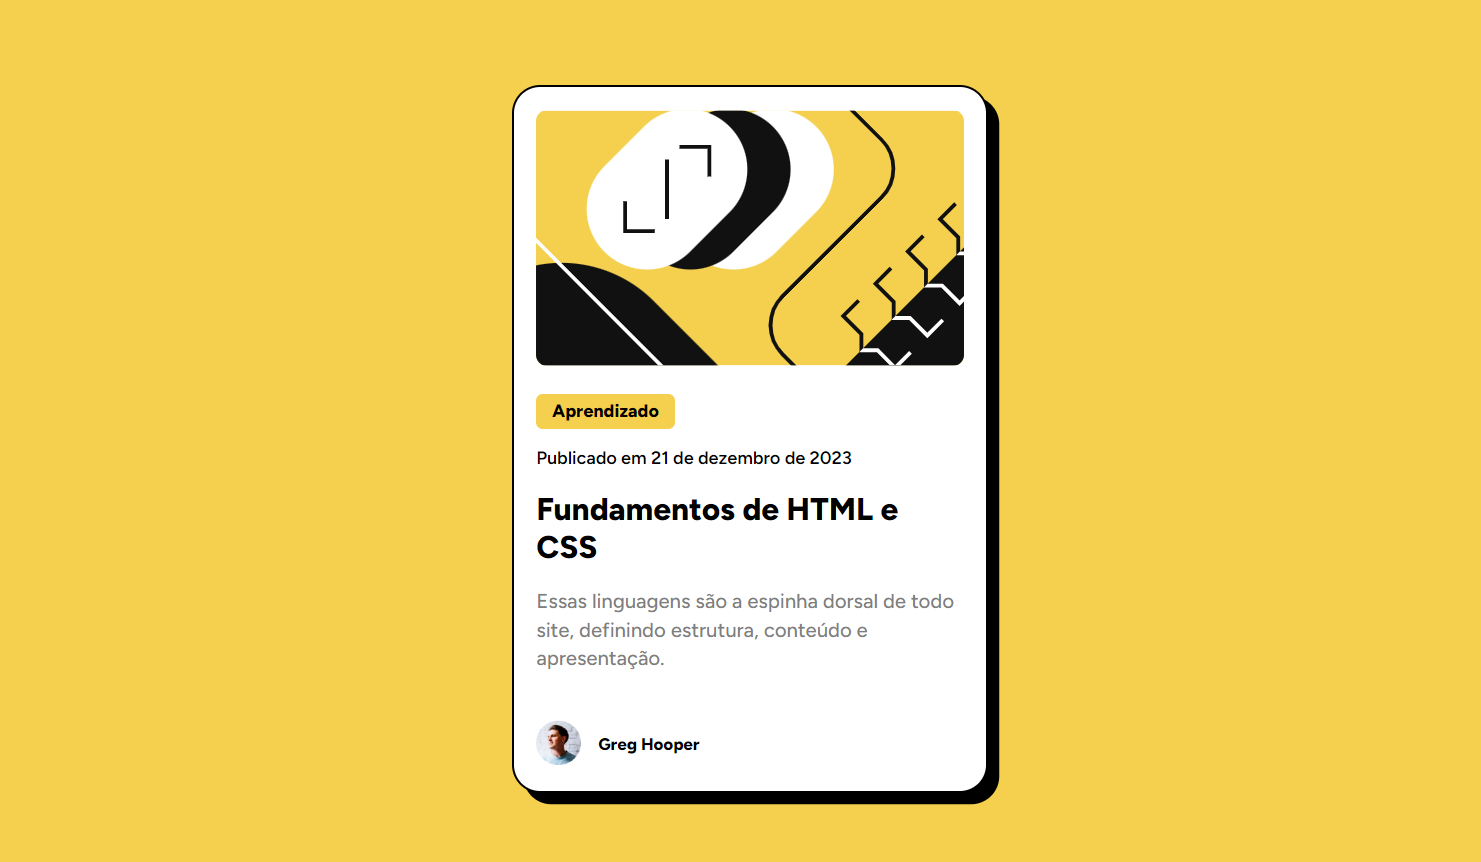 Aprendizado
Publicado em 21 de dezembro de 2023
Fundamentos de HTML e
CSS
Essas linguagens são a espinha dorsal de todo
site, definindo estrutura, conteúdo e
apresentação.
Greg Hooper